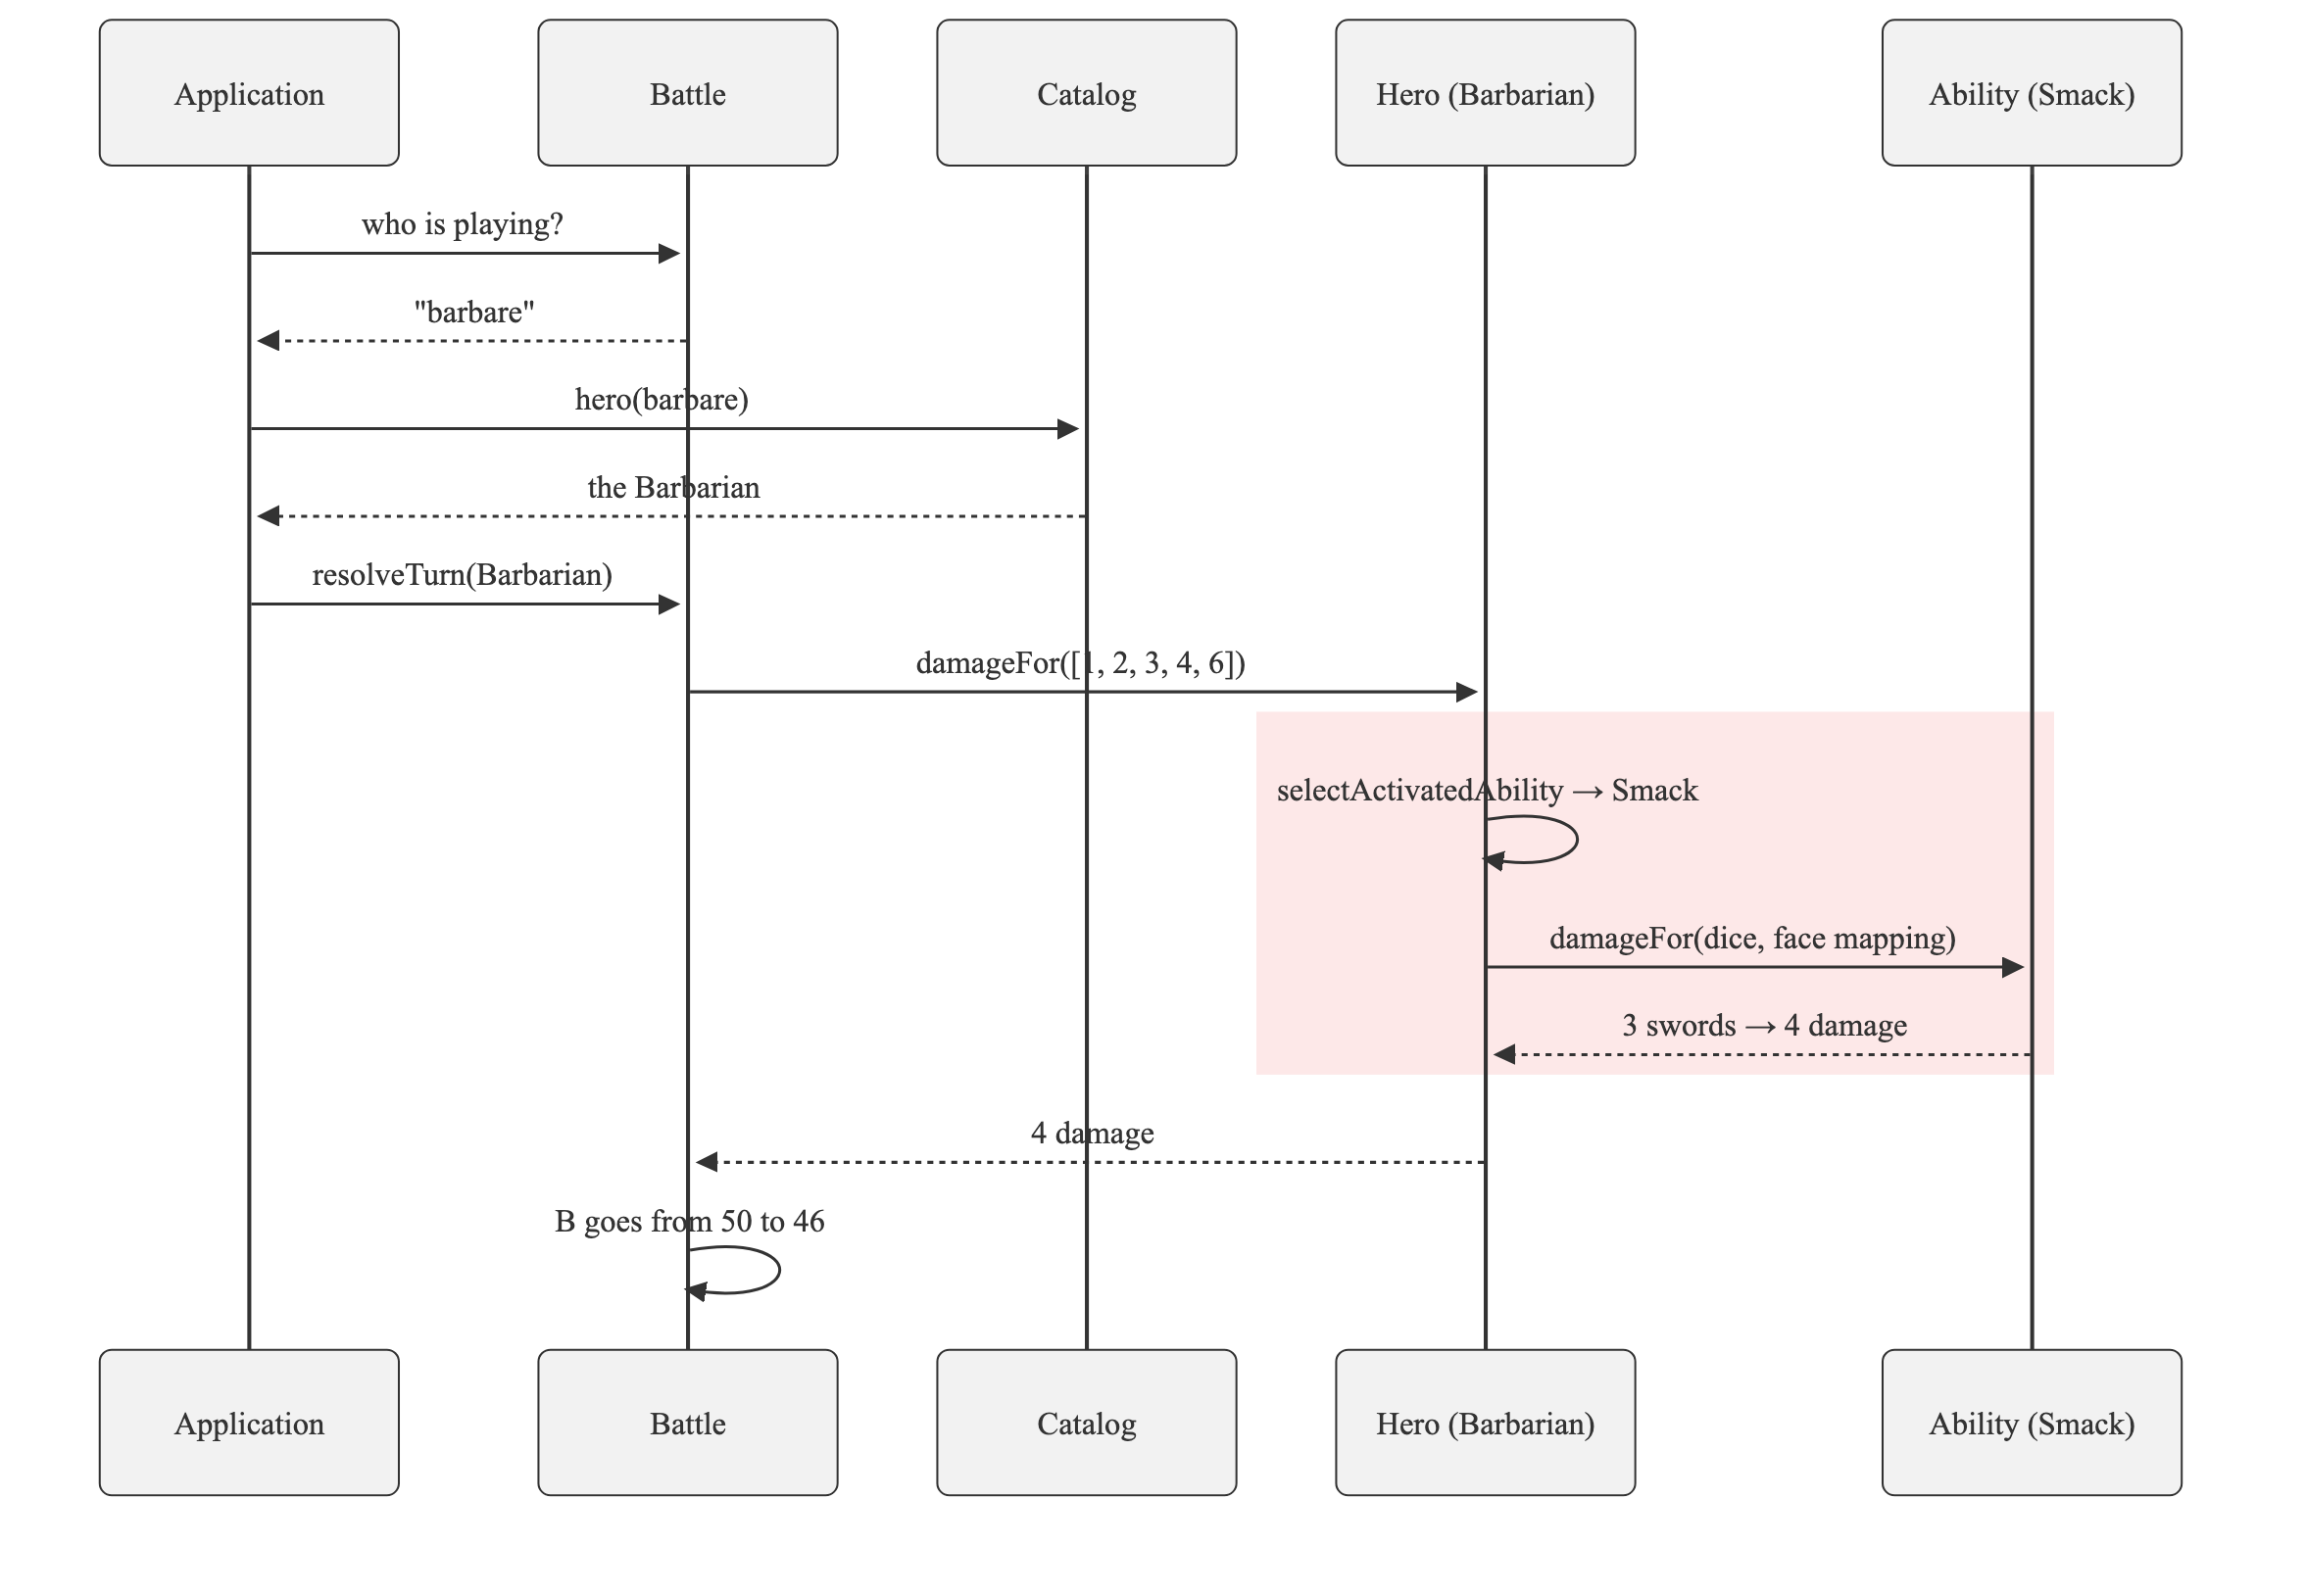 Application
Battle
Catalog
Hero (Barbarian)
Ability (Smack)
who is playing?
"barbare"
hero(barbare)
the Barbarian
resolveTurn(Barbarian)
damageFor([1, 2, 3, 4, 6])
selectActivatedAbility → Smack
damageFor(dice, face mapping)
3 swords → 4 damage
4 damage
B goes from 50 to 46
Application
Battle
Catalog
Hero (Barbarian)
Ability (Smack)